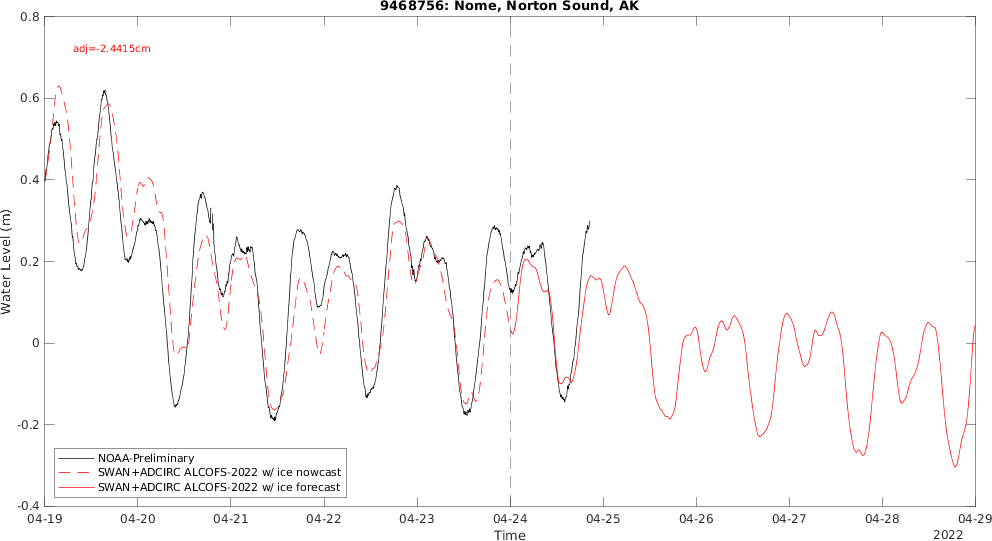 9468756: Nome, Norton Sound, AK
0.8
adj=-2.4415cm
0.6
0.4
0.2
0
-0.2
-0.4
Water Level (m)
NOAA-Preliminary
SWAN+ADCIRC ALCOFS-2022 w/ ice nowcast
SWAN+ADCIRC ALCOFS-2022 w/ ice forecast
04-19 04-20 04-21 04-22 04-23 04-24 04-25 04-26 04-27 04-28 04-29
Time
2022